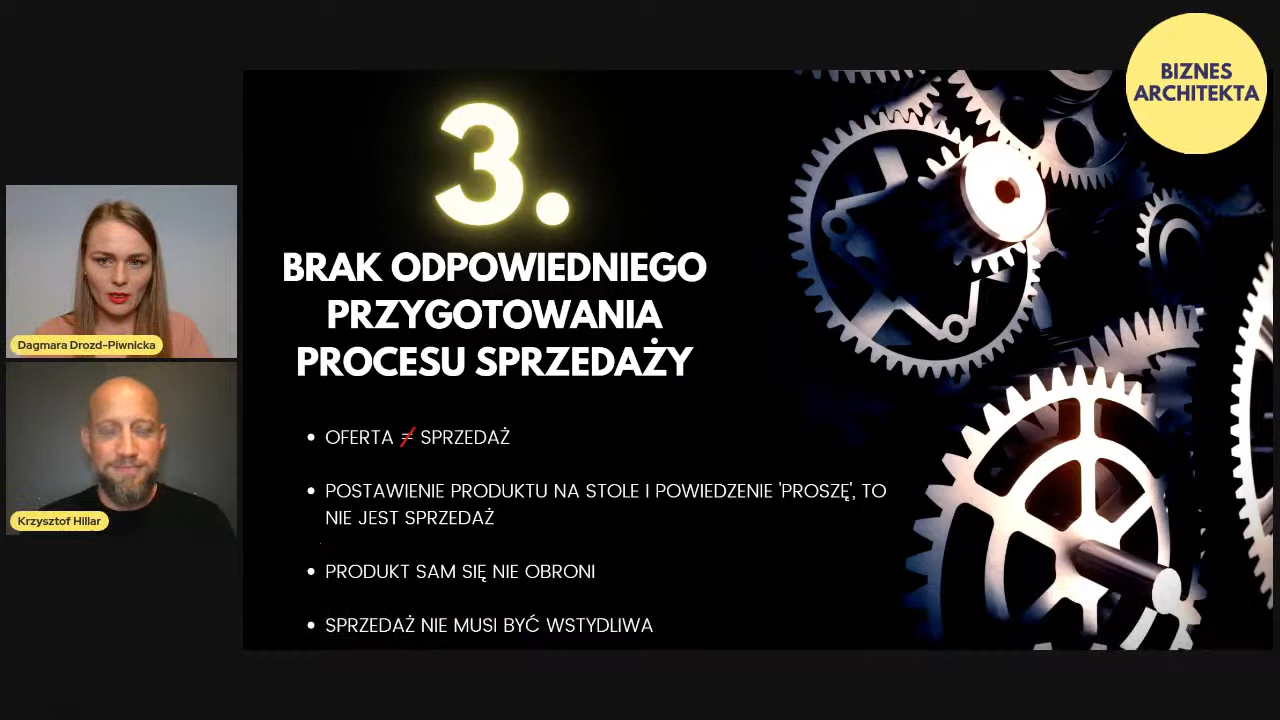 BIZNES
ARCHITEKTA
3.
BRAK ODPOWIEDNIEGO
PRZYGOTOWANIA
PROCESU SPRZEDAŻY
• OFERTA ≠ SPRZEDAŻ
• POSTAWIENIE PRODUKTU NA STOLE I POWIEDZENIE 'PROSZĘ', TO
NIE JEST SPRZEDAŻ
• PRODUKT SAM SIĘ NIE OBRONI
• SPRZEDAŻ NIE MUSI BYĆ WSTYDLIWA
Dagmara Drozd-Piwnicka
Krzysztof Hillar